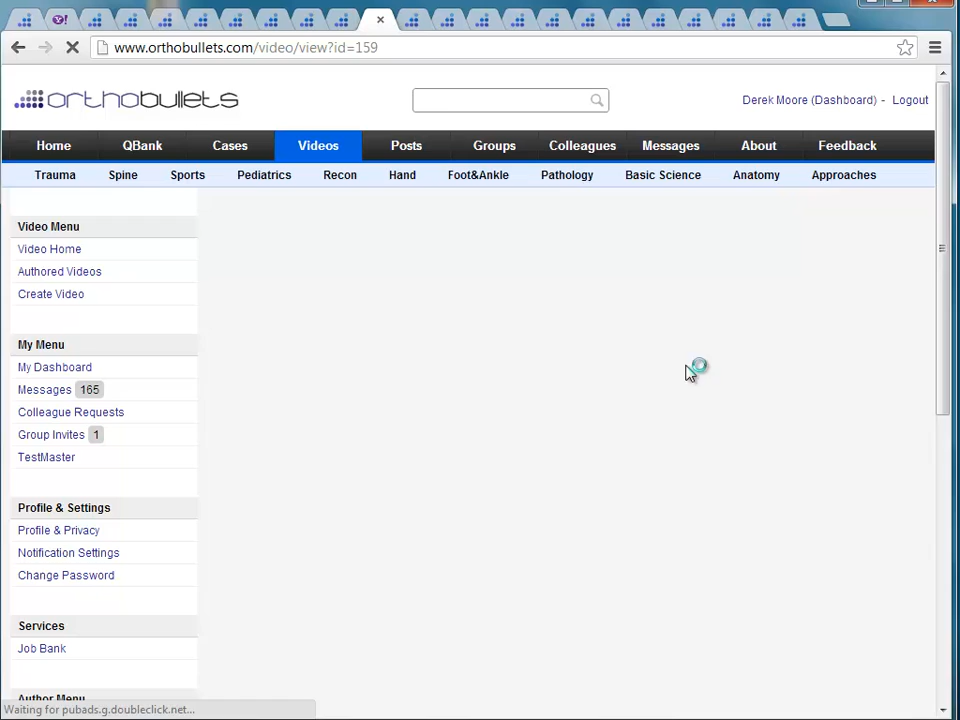 Y!
www.orthobullets.com/video/view?id=159
orthobullets
Derek Moore (Dashboard) - Logout
Home QBank Cases Videos Posts Groups Colleagues Messages About Feedback
Trauma Spine Sports Pediatrics Recon Hand Foot&Ankle Pathology Basic Science Anatomy Approaches
Video Menu
Video Home
Authored Videos
Create Video
My Menu
My Dashboard
Messages 165
Colleague Requests
Group Invites 1
TestMaster
Profile & Settings
Profile & Privacy
Notification Settings
Change Password
Services
Job Bank
Author Menu
Waiting for pubads.g.doubleclick.net...